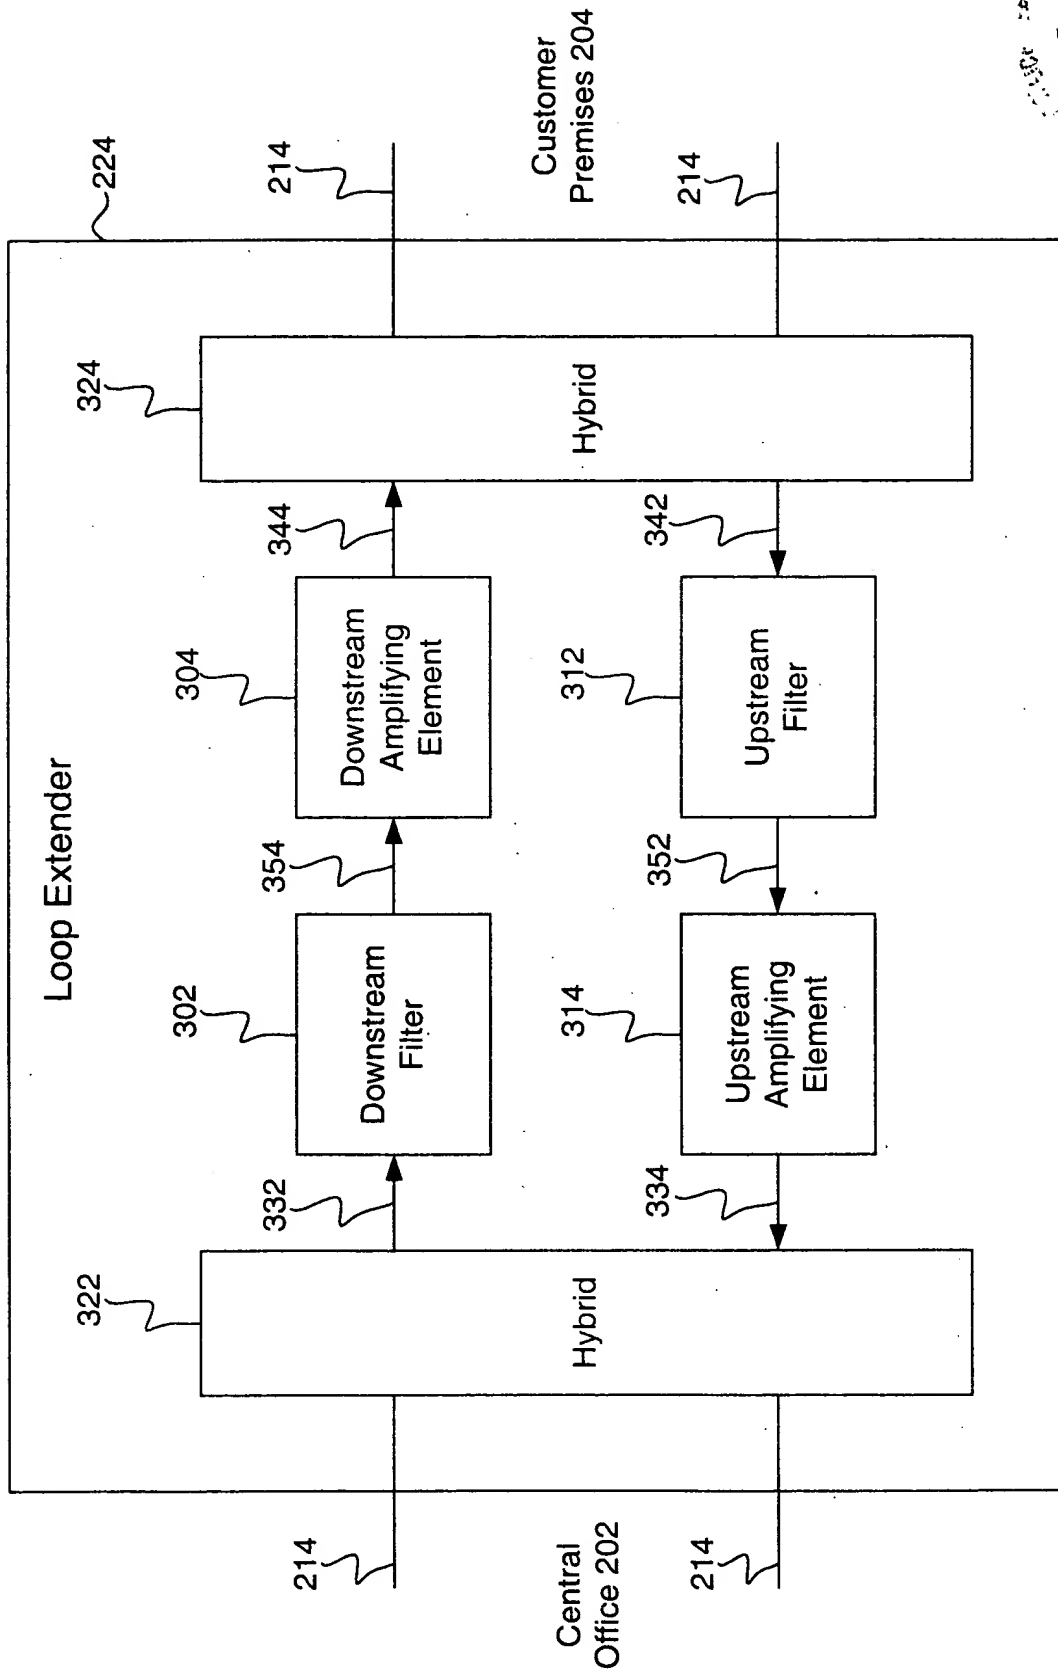 Loop Extender
224
322
324
302
304
332
354
344
214
214
Downstream
Filter
Downstream
Amplifying
Element
Central
Office 202
Hybrid
Hybrid
Customer
Premises 204
314
312
334
352
342
214
214
Upstream
Amplifying
Element
Upstream
Filter